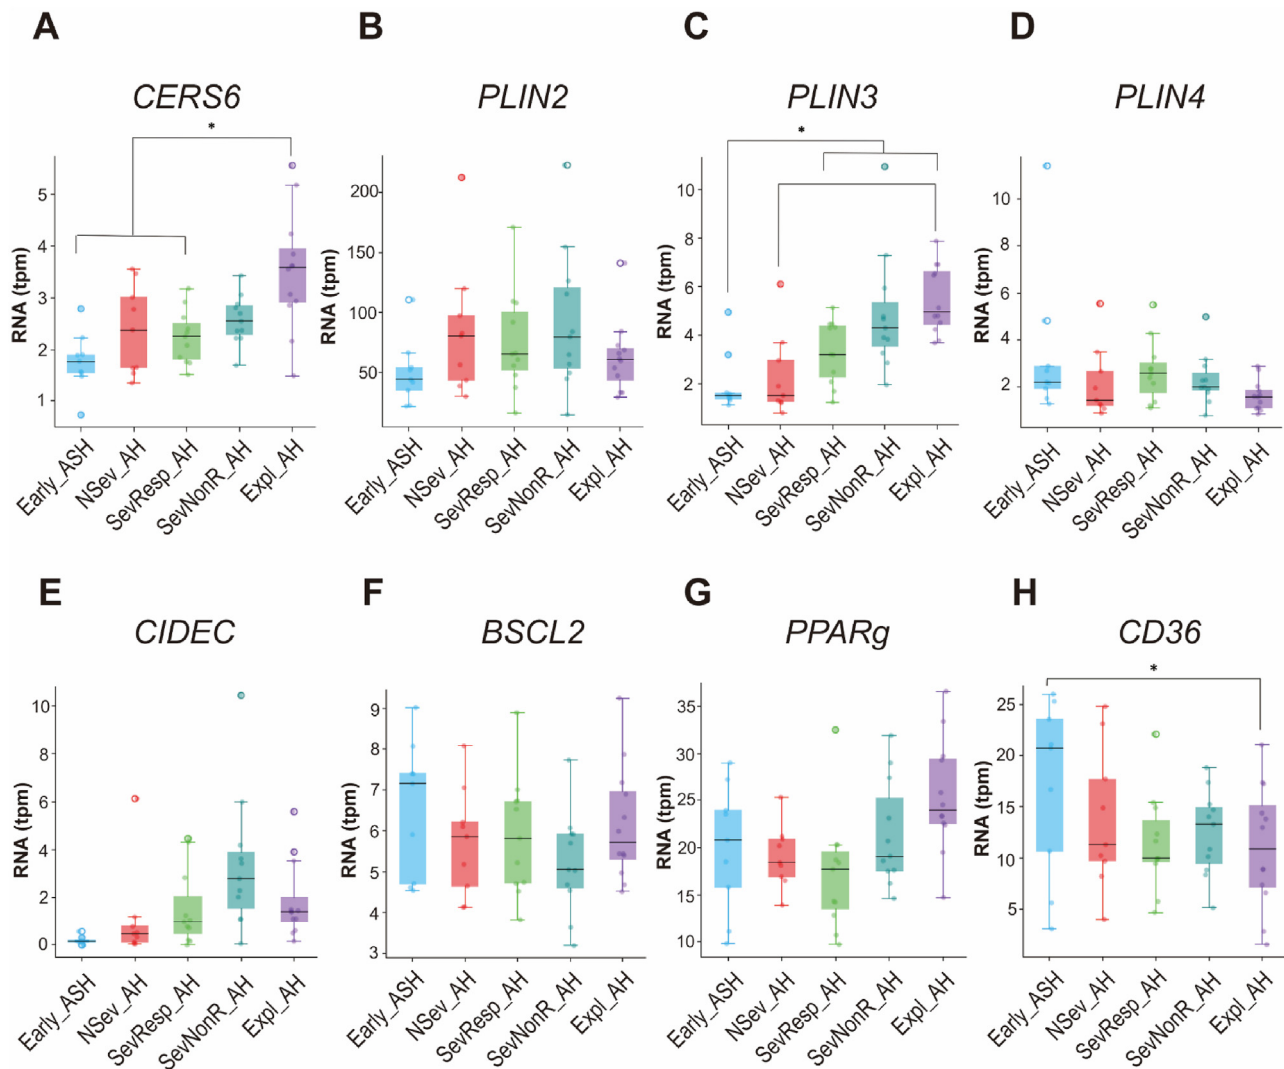 A B C D
CERS6 PLIN2 PLIN3 PLIN4
* *
RNA (tpm) RNA (tpm) RNA (tpm) RNA (tpm)
5 4 3 2 1
200 150 100 50
10 8 6 4 2
10 8 6 4 2
Early_ASH NSev_AH SevResp_AH SevNonR_AH Expl_AH
Early_ASH NSev_AH SevResp_AH SevNonR_AH Expl_AH
Early_ASH NSev_AH SevResp_AH SevNonR_AH Expl_AH
Early_ASH NSev_AH SevResp_AH SevNonR_AH Expl_AH
E F G H
CIDEC BSCL2 PPARg CD36
*
RNA (tpm) RNA (tpm) RNA (tpm) RNA (tpm)
10 8 6 4 2 0
9 8 7 6 5 4 3
35 30 25 20 15 10
25 20 15 10 5
Early_ASH NSev_AH SevResp_AH SevNonR_AH Expl_AH
Early_ASH NSev_AH SevResp_AH SevNonR_AH Expl_AH
Early_ASH NSev_AH SevResp_AH SevNonR_AH Expl_AH
Early_ASH NSev_AH SevResp_AH SevNonR_AH Expl_AH